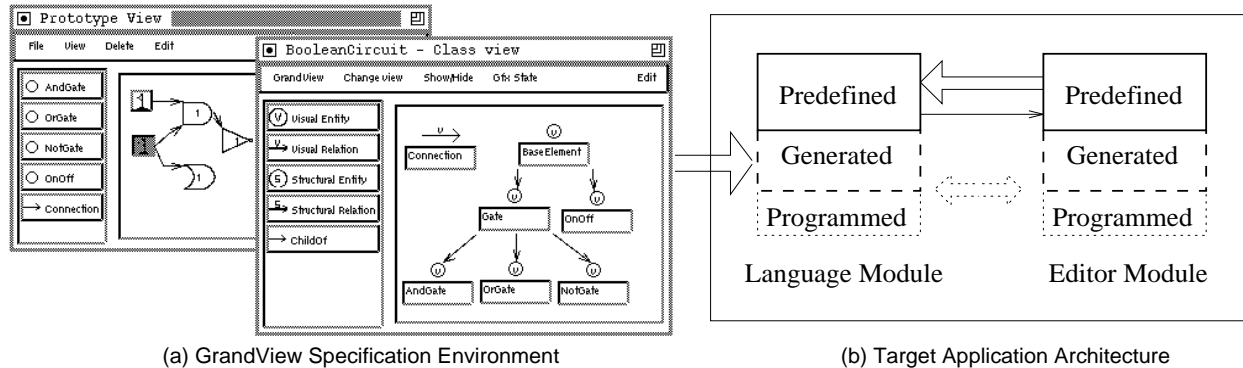 Prototype View
File View Delete Edit
AndGate
OrGate
NotGate
OnOff
Connection
1
1
1
1
1
BooleanCircuit - Class view
GrandView Change view Show/Hide Gfx State Edit
V Visual Entity
V Visual Relation
S Structural Entity
S Structural Relation
ChildOf
v
Connection
v
BaseElement
v
Gate
v
OnOff
v
AndGate
v
OrGate
v
NotGate
Predefined
Generated
Programmed
Language Module
Predefined
Generated
Programmed
Editor Module
(a) GrandView Specification Environment
(b) Target Application Architecture